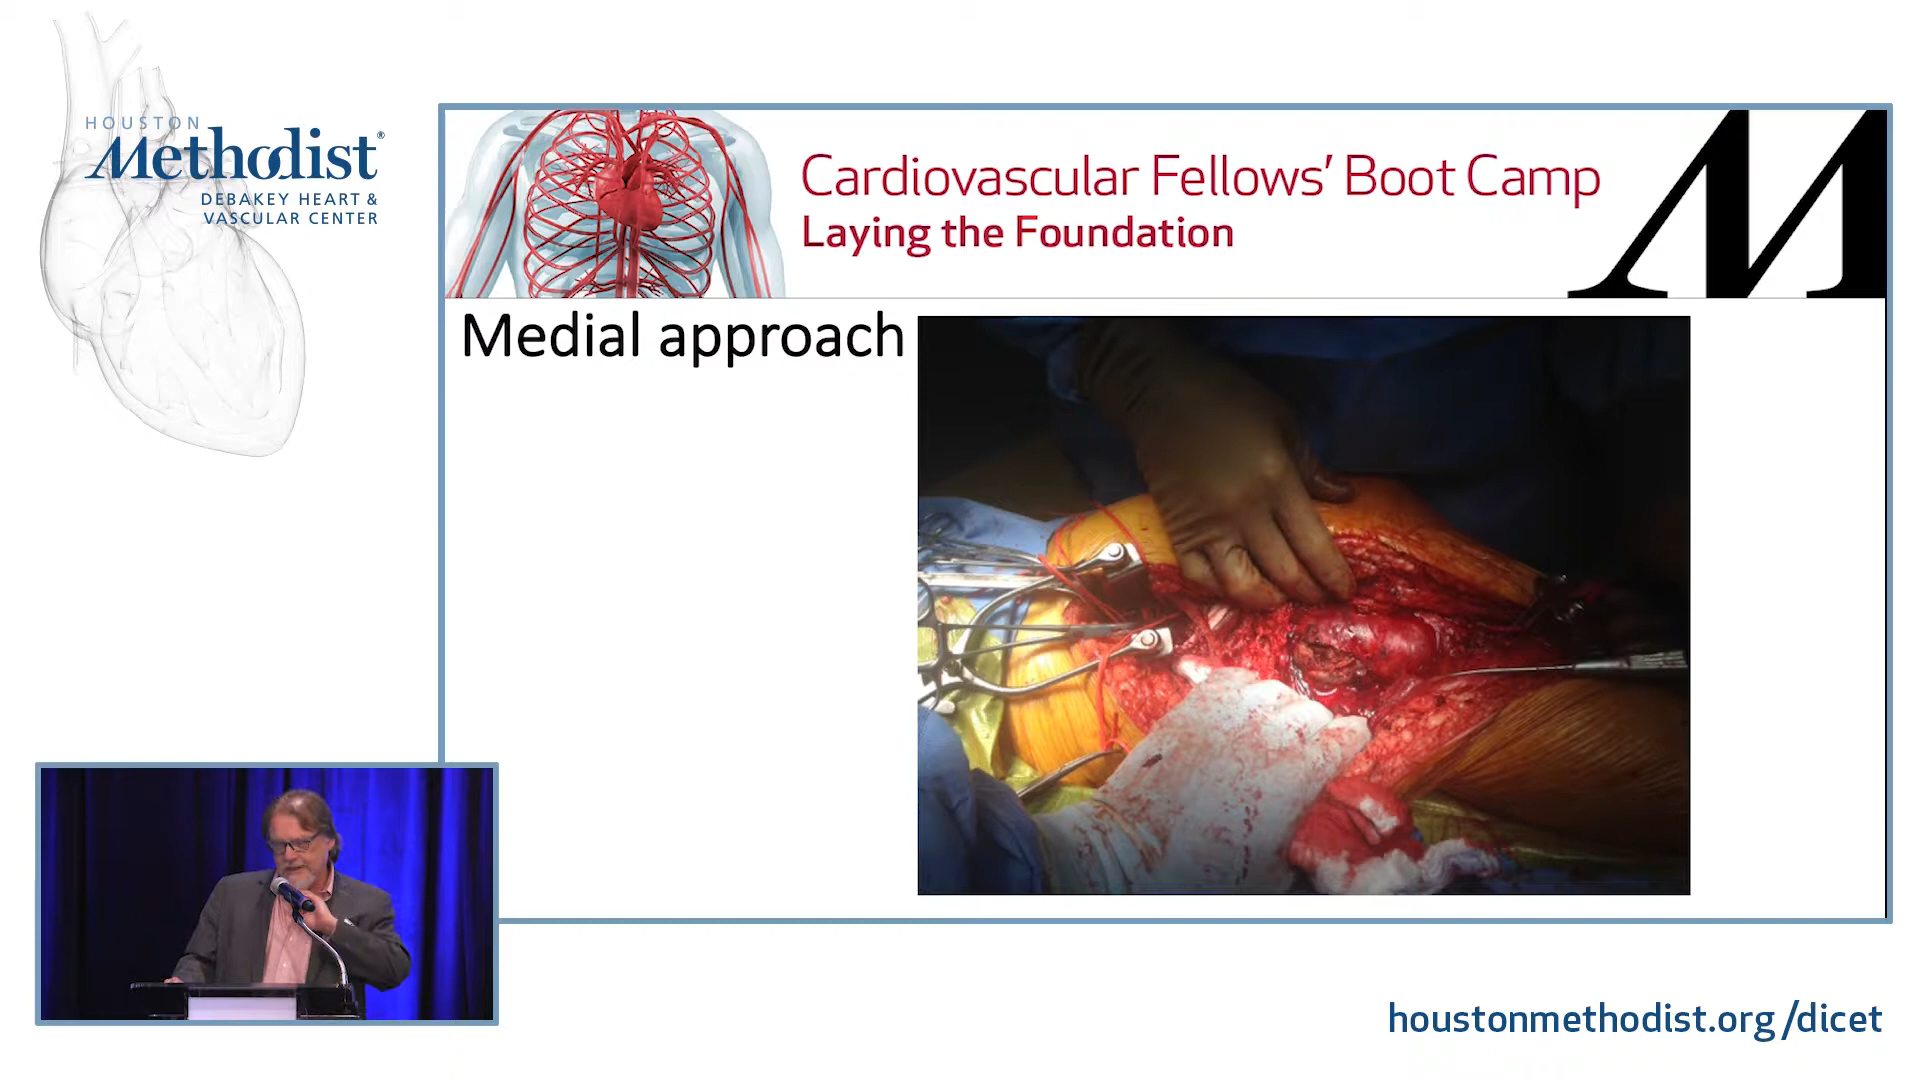 HOUSTON
Methodist®
DEBAKEY HEART &
VASCULAR CENTER
Cardiovascular Fellows’ Boot Camp
Laying the Foundation
M
Medial approach
houstonmethodist.org/dicet